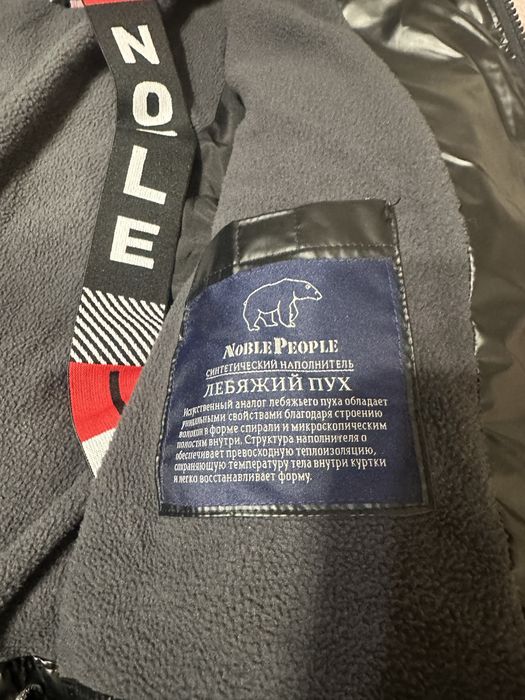 NOLE
NOBLEPEOPLE
СИНТЕТИЧЕСКИЙ НАПОЛНИТЕЛЬ
ЛЕБЯЖИЙ ПУХ
Искусственный аналог лебяжьего пуха обладает
уникальными свойствами благодаря строению
волокон в форме спирали и микроскопическим
полостям внутри. Структура наполнителя
обеспечивает превосходную теплоизоляцию,
сохраняющую температуру тела внутри куртки
и легко восстанавливает форму.